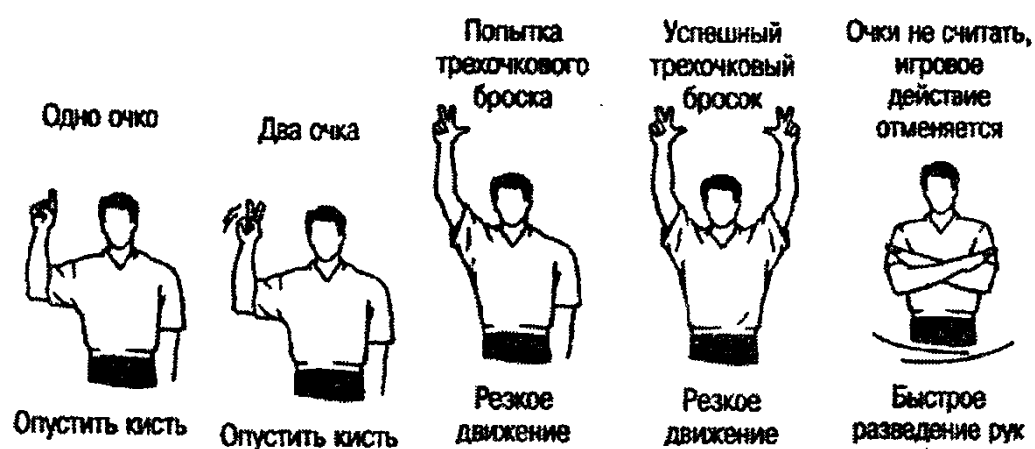 Одно очко
Опустить кисть
Два очка
Опустить кисть
Попытка
трехочкового
броска
Резкое
движение
Успешный
трехочковый
бросок
Резкое
движение
Очки не считать,
игровое
действие
отменяется
Быстрое
разведение рук